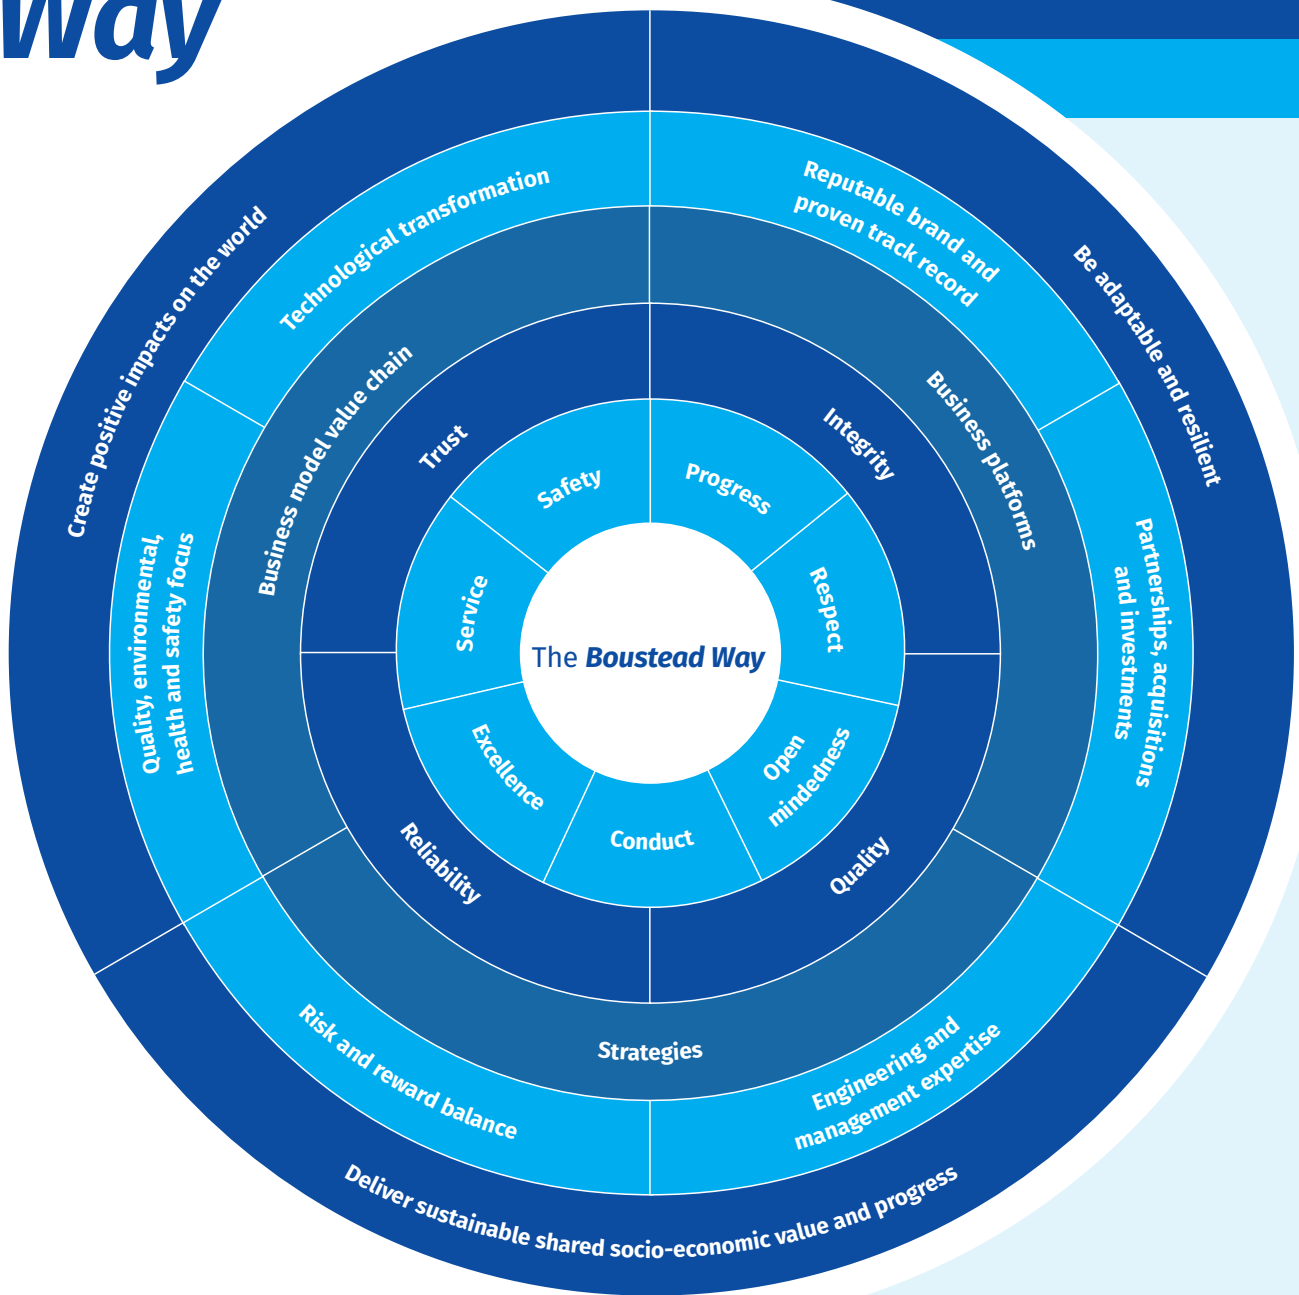 Way
Create positive impacts on the world
Be adaptable and resilient
Deliver sustainable shared socio-economic value and progress
Technological transformation
Reputable brand and
proven track record
Partnerships, acquisitions
and investments
Engineering and
management expertise
Risk and reward balance
Quality, environmental,
health and safety focus
Business model value chain
Business platforms
Strategies
Trust
Integrity
Quality
Reliability
Safety
Progress
Respect
Open
mindedness
Conduct
Excellence
Service
The Boustead Way